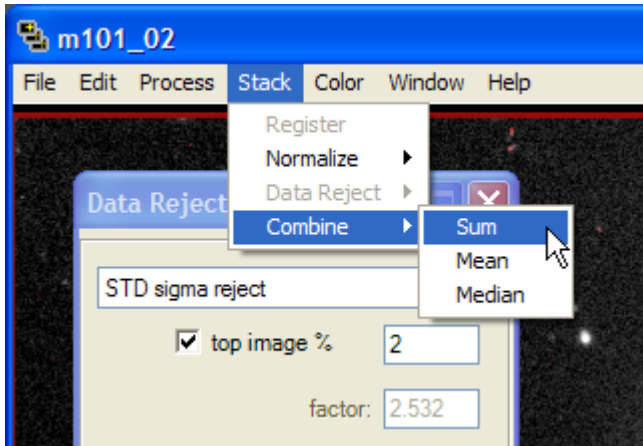 m101_02
File Edit Process Stack Color Window Help
Register
Normalize
Data Reject
Data Reject
Combine
Sum
Mean
Median
STD sigma reject
top image % 2
factor: 2.532